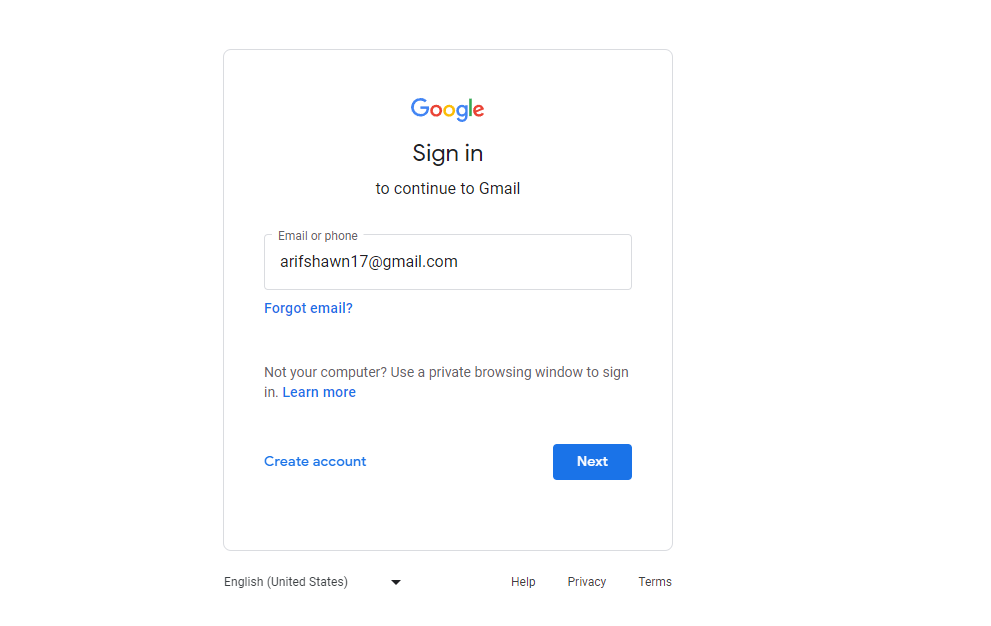 Google
Sign in
to continue to Gmail
Email or phone
arifshawn17@gmail.com
Forgot email?
Not your computer? Use a private browsing window to sign
in. Learn more
Create account
Next
English (United States)
Help
Privacy
Terms